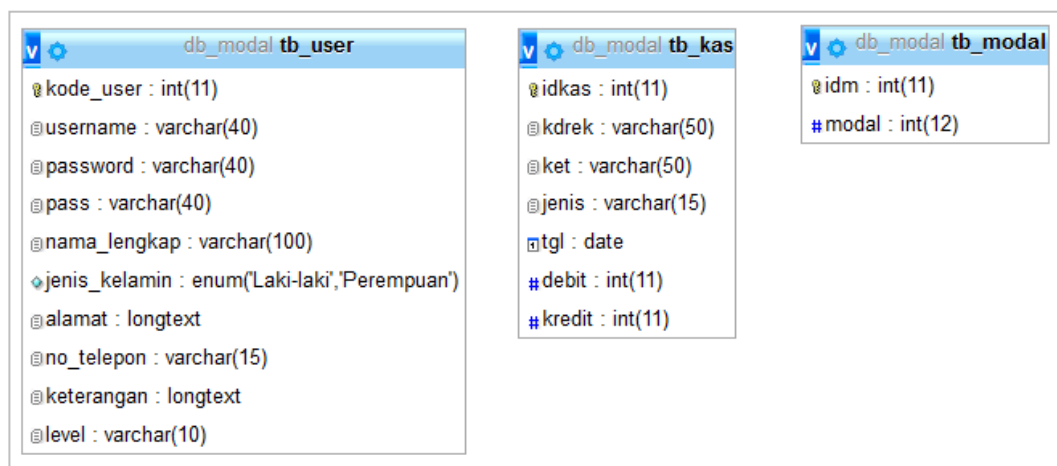 db_modal tb_user
kode_user : int(11)
username : varchar(40)
password : varchar(40)
pass : varchar(40)
nama_lengkap : varchar(100)
jenis_kelamin : enum('Laki-laki','Perempuan')
alamat : longtext
no_telepon : varchar(15)
keterangan : longtext
level : varchar(10)
db_modal tb_kas
idkas : int(11)
kdrek : varchar(50)
ket : varchar(50)
jenis : varchar(15)
tgl : date
# debit : int(11)
# kredit : int(11)
db_modal tb_modal
idm : int(11)
# modal : int(12)